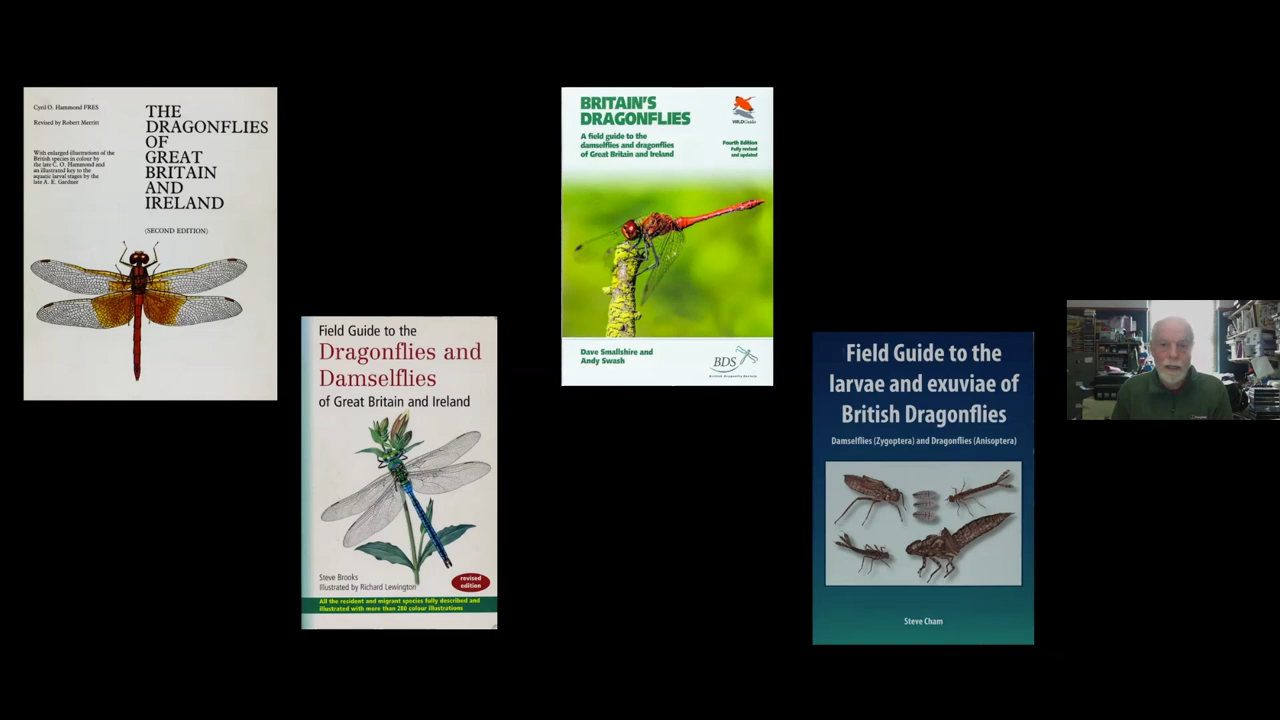 Cyril O. Hammond FRES
Revised by Robert Merritt
With enlarged illustrations of the
British species in colour by
the late C. O. Hammond and
an illustrated key to the
aquatic larval stages by the
late A. E. Gardner
THE
DRAGONFLIES
OF
GREAT
BRITAIN
AND
IRELAND
(SECOND EDITION)
Field Guide to the
Dragonflies and
Damselflies
of Great Britain and Ireland
Steve Brooks
Illustrated by Richard Lewington
revised
edition
All the resident and migrant species fully described and
illustrated with more than 280 colour illustrations
BRITAIN'S
DRAGONFLIES
A field guide to the
damselflies and dragonflies
of Great Britain and Ireland
WILDGuides
Fourth Edition
Fully revised
and updated
Dave Smallshire and
Andy Swash
BDS
British Dragonfly Society
Field Guide to the
larvae and exuviae of
British Dragonflies
Damselflies (Zygoptera) and Dragonflies (Anisoptera)
Steve Cham